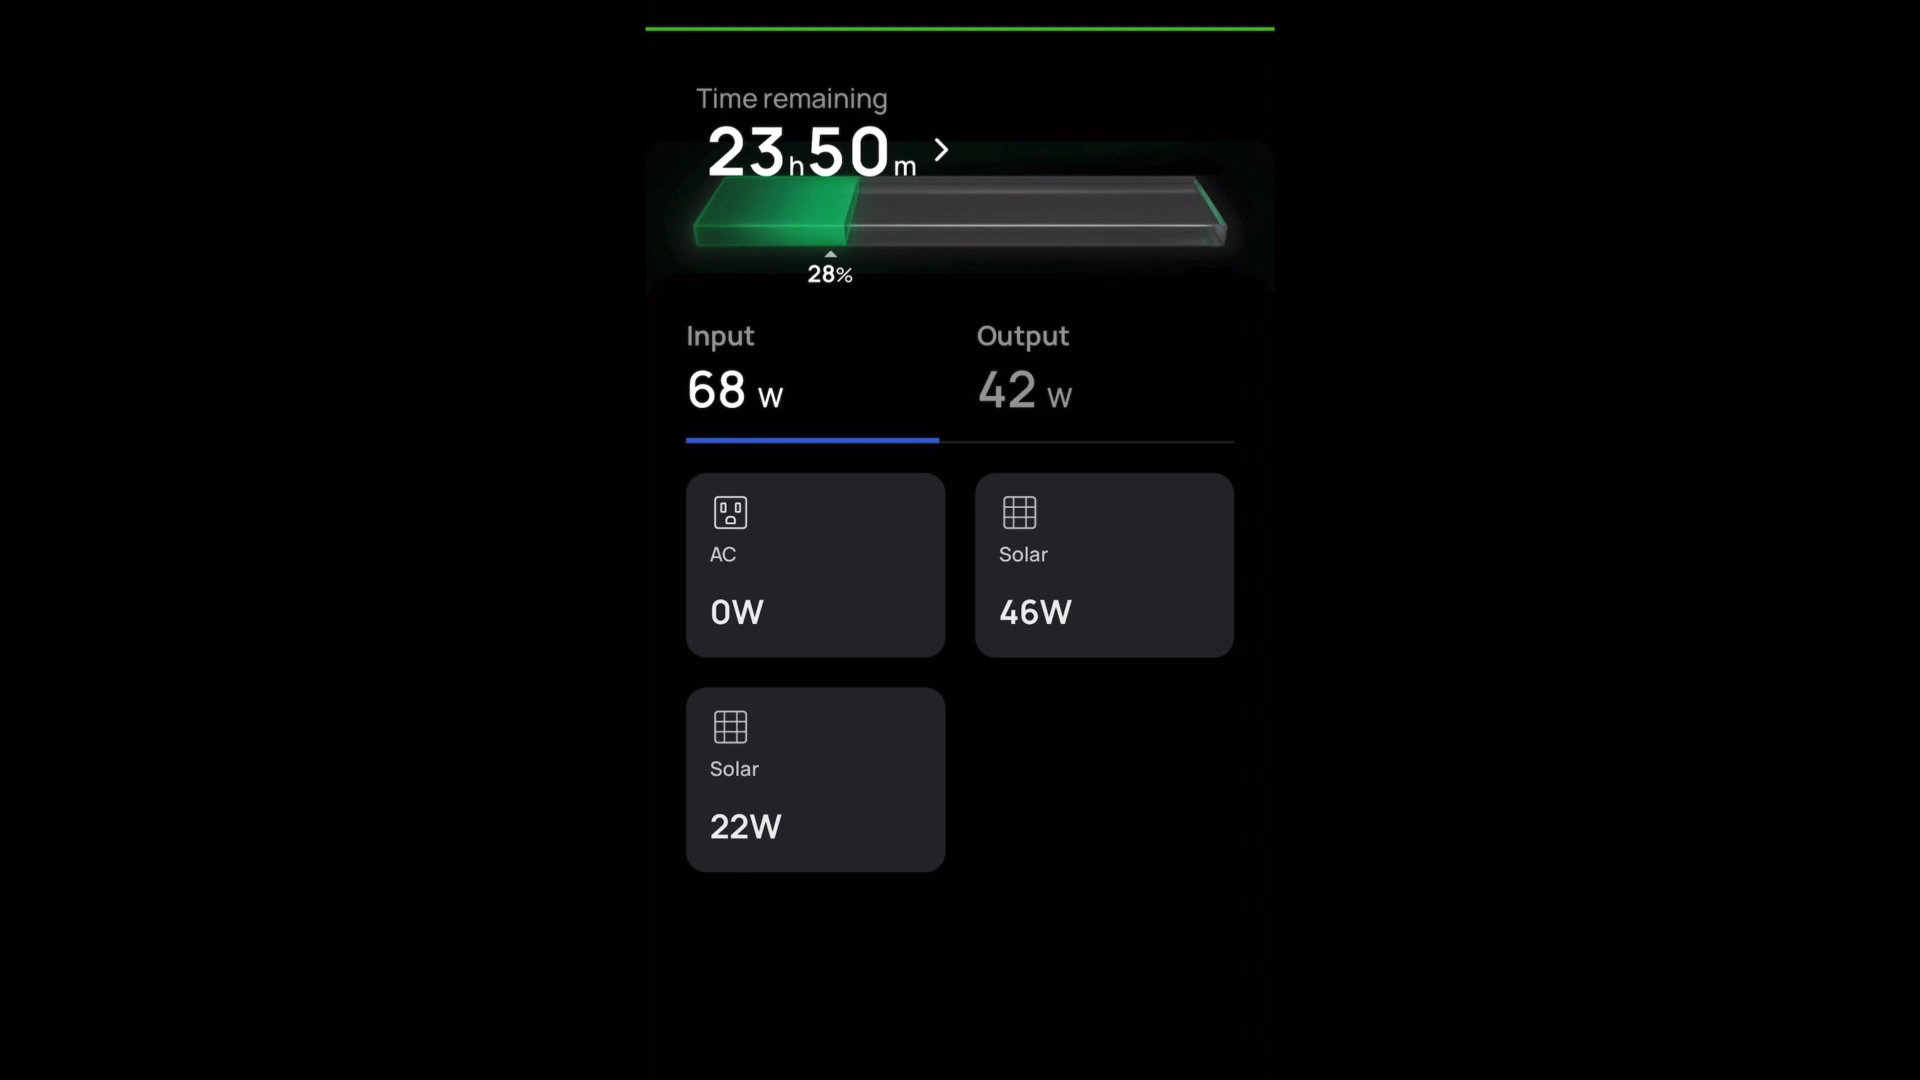 Time remaining
23h50m
28%
Input
Output
68 W
42 W
AC
0W
Solar
46W
Solar
22W